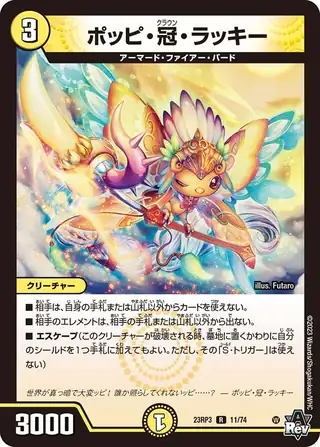 3
クラウン
ポッピ・冠・ラッキー
アーマード・ファイアー・バード
illus. Futaro
クリーチャー
■相手は、自身の手札または山札以外からカードを使えない。
■相手のエレメントは、手札または山札以外から出ない。
■エスケープ(このクリーチャーが破壊される時、墓地に置くかわりに自
分のシールドを1つ手札に加えてもよい。ただし、その「S・トリガー」は使え
ない)
世界が真っ暗で大変ッピ! 誰か照らしてくれないッピ? ― ポッピ・冠・ラッキー
3000
1
23RP3 R 11/74
Rev
©2023 Wizards/Shogakukan/WHC